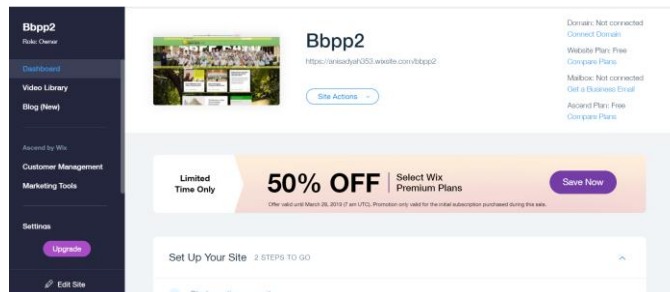 Bbpp2
Role: Owner
Dashboard
Video Library
Blog (New)
Ascend by Wix
Customer Management
Marketing Tools
Settings
Upgrade
Edit Site
Bbpp2
https://anisadyah353.wixsite.com/bbpp2
Site Actions
Domain: Not connected
Connect Domain
Website Plan: Free
Compare Plans
Mailbox: Not connected
Get a Business Email
Ascend Plan: Free
Compare Plans
Limited
Time Only
50% OFF
Select Wix
Premium Plans
Save Now
Offer valid until March 28, 2019 (7 am UTC). Promotion only valid for the initial subscription purchased during this sale.
Set Up Your Site 2 STEPS TO GO